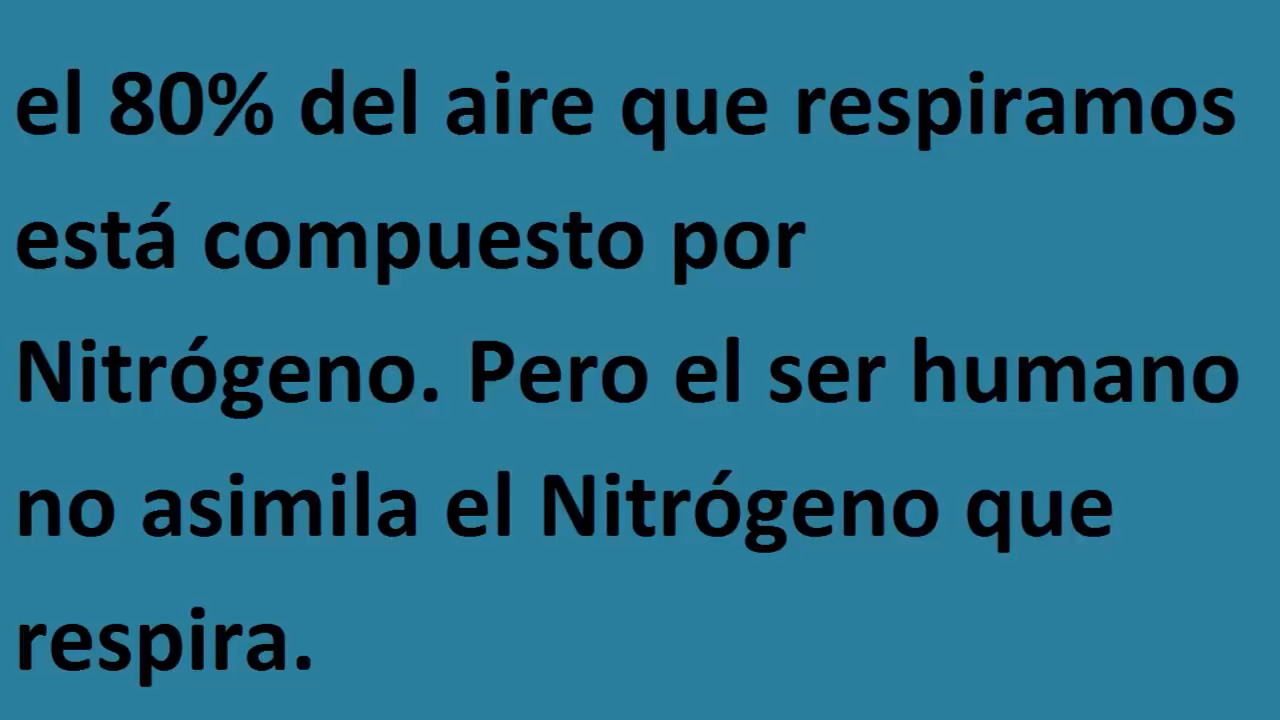 el 80% del aire que respiramos
está compuesto por
Nitrógeno. Pero el ser humano
no asimila el Nitrógeno que
respira.